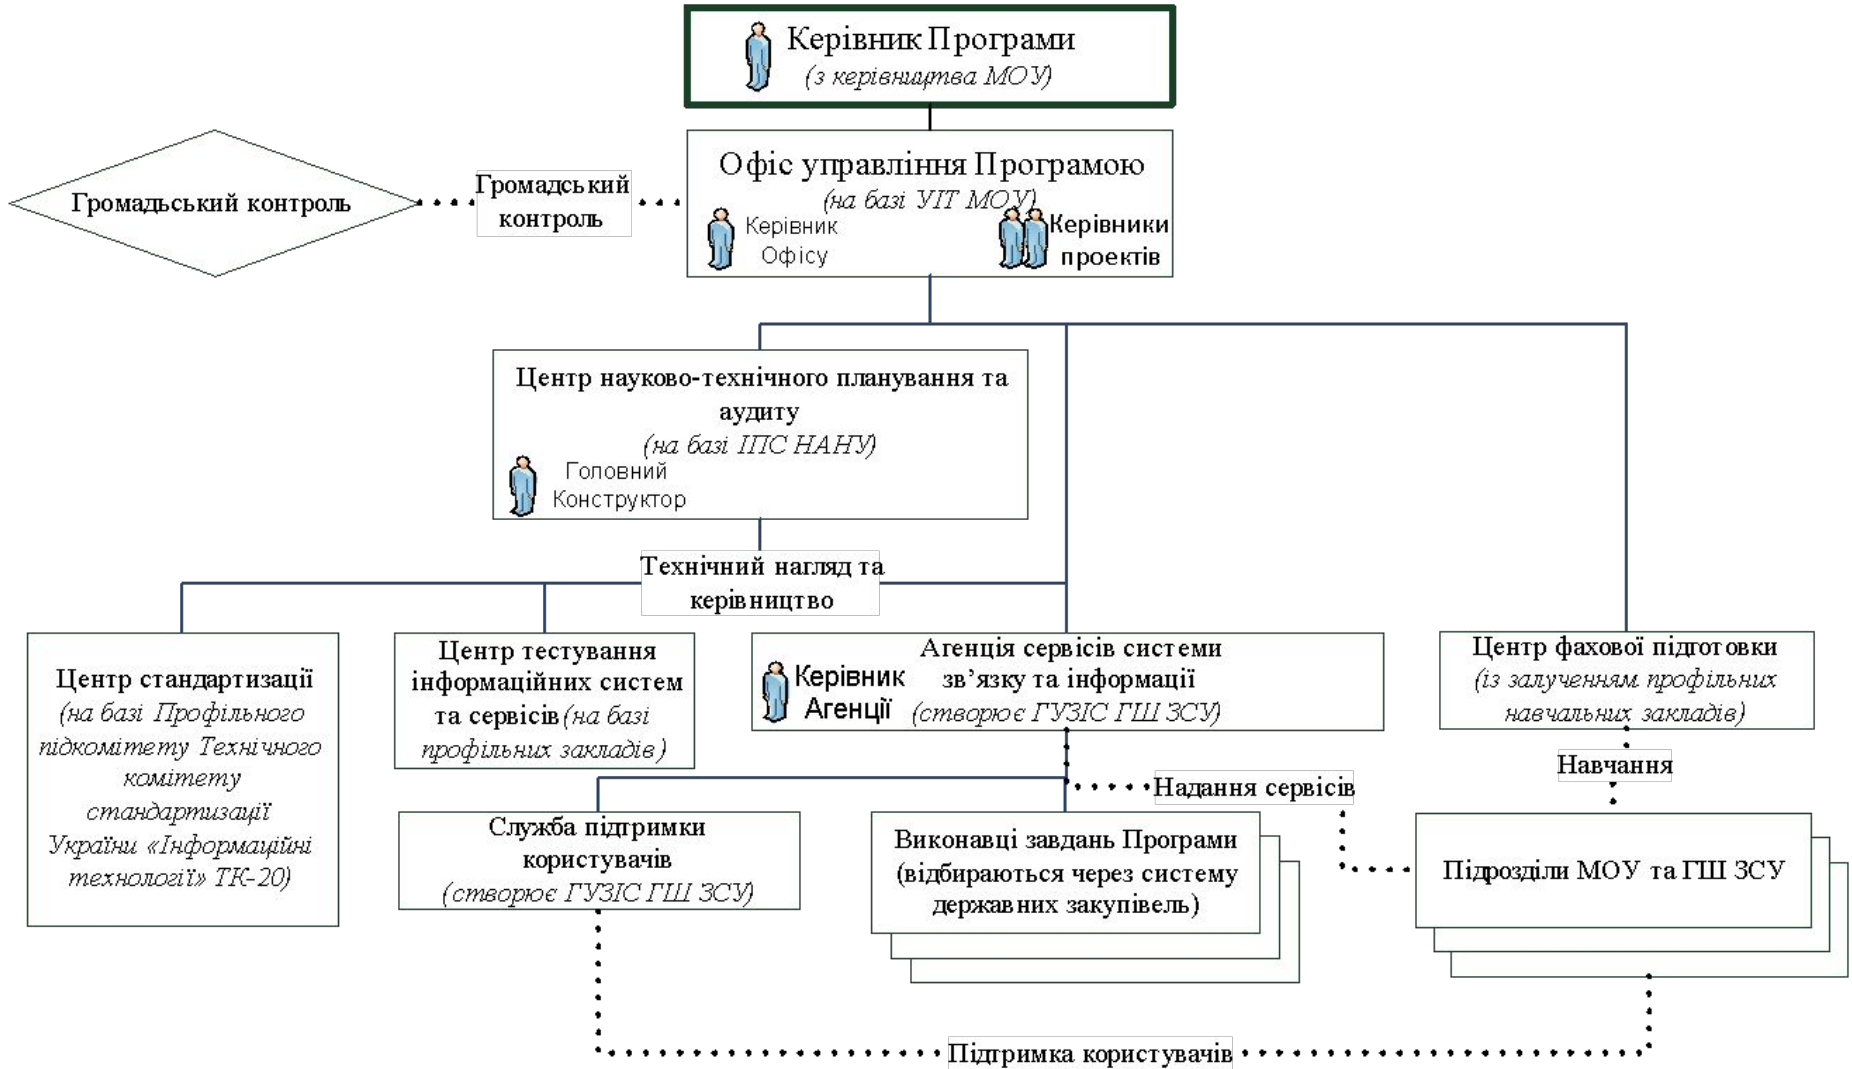 Керівник Програми
(з керівництва МОУ)
Громадьський контроль
Громадський
контроль
Офіс управління Програмою
(на базі УІТ МОУ)
Керівник
Офісу
Керівники
проектів
Центр науково-технічного планування та
аудиту
(на базі ІПС НАНУ)
Головний
Конструктор
Технічний нагляд та
керівництво
Центр стандартизації
(на базі Профільного
підкомітету Технічного
комітету
стандартизації
України «Інформаційні
технології» ТК-20)
Центр тестування
інформаційних систем
та сервісів (на базі
профільних закладів)
Агенція сервісів системи
зв’язку та інформації
(створює ГУЗІС ГШ ЗСУ)
Керівник
Агенції
Центр фахової підготовки
(із залученням профільних
навчальних закладів)
Навчання
Надання сервісів
Служба підтримки
користувачів
(створює ГУЗІС ГШ ЗСУ)
Виконавці завдань Програми
(відбираються через систему
державних закупівель)
Підрозділи МОУ та ГШ ЗСУ
Підтримка користувачів